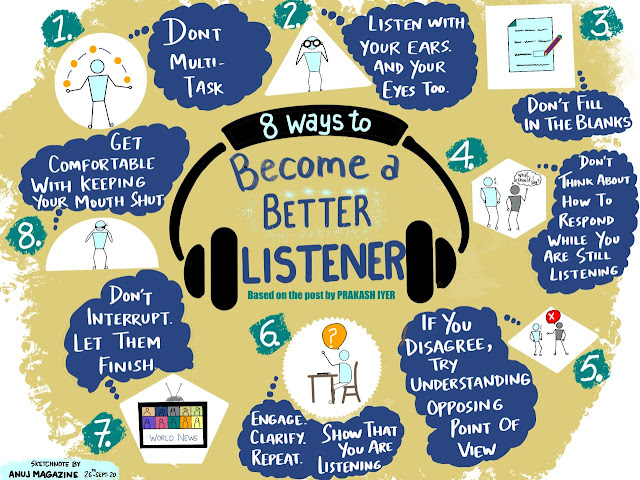 8 Ways to
Become a
BETTER
LISTENER
Based on the post by PRAKASH IYER
1.
DONT
MULTI-
TASK
2.
LISTEN WITH
YOUR EARS.
AND YOUR
EYES TOO.
3.
DON'T FILL
IN THE BLANKS
4.
DON'T
THINK ABOUT
HOW TO
RESPOND
WHILE YOU
ARE STILL
LISTENING
5.
X
IF YOU
DISAGREE,
TRY
UNDERSTANDING
OPPOSING
POINT OF
VIEW
6.
?
ENGAGE.
CLARIFY.
REPEAT.
SHOW THAT
YOU ARE
LISTENING
7.
DON'T
INTERRUPT.
LET THEM
FINISH
WORLD NEWS
8.
GET
COMFORTABLE
WITH KEEPING
YOUR MOUTH SHUT
SKETCHNOTE BY
ANUJ MAGAZINE 26TH-SEPT-20